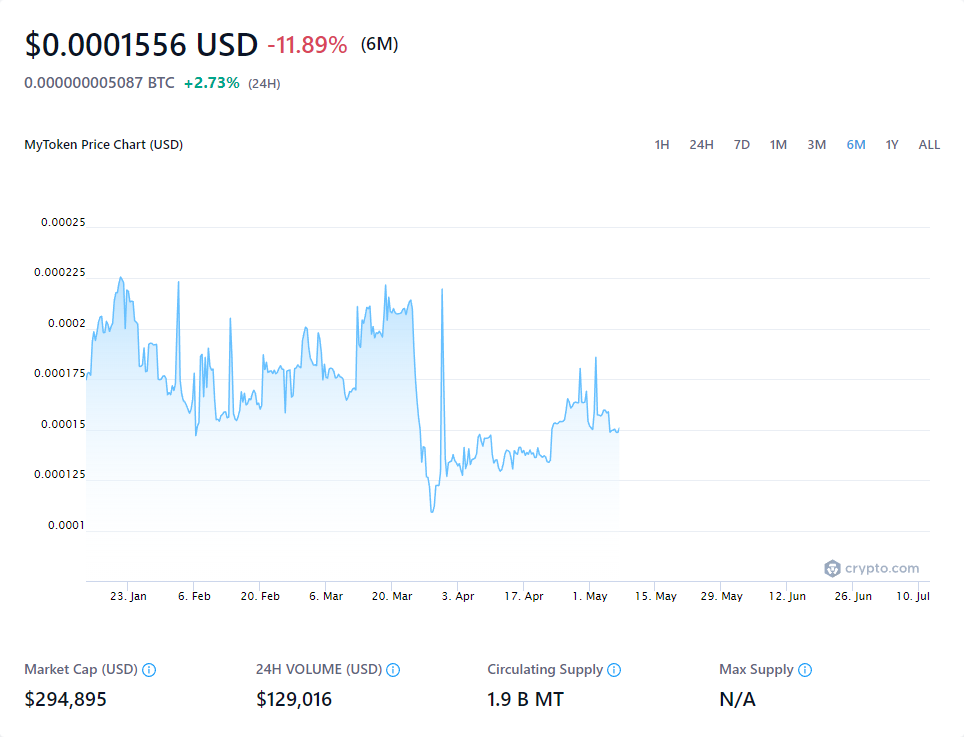 $0.0001556 USD -11.89% (6M)
0.000000005087 BTC +2.73% (24H)
MyToken Price Chart (USD) 1H 24H 7D 1M 3M 6M 1Y ALL
0.00025
0.000225
0.0002
0.000175
0.00015
0.000125
0.0001
crypto.com
23. Jan 6. Feb 20. Feb 6. Mar 20. Mar 3. Apr 17. Apr 1. May 15. May 29. May 12. Jun 26. Jun 10. Jul
Market Cap (USD) 24H VOLUME (USD) Circulating Supply Max Supply
$294,895 $129,016 1.9 B MT N/A